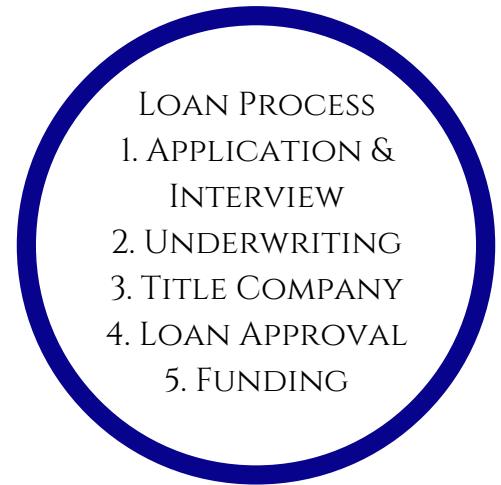 Loan Process
1. Application &
Interview
2. Underwriting
3. Title Company
4. Loan Approval
5. Funding